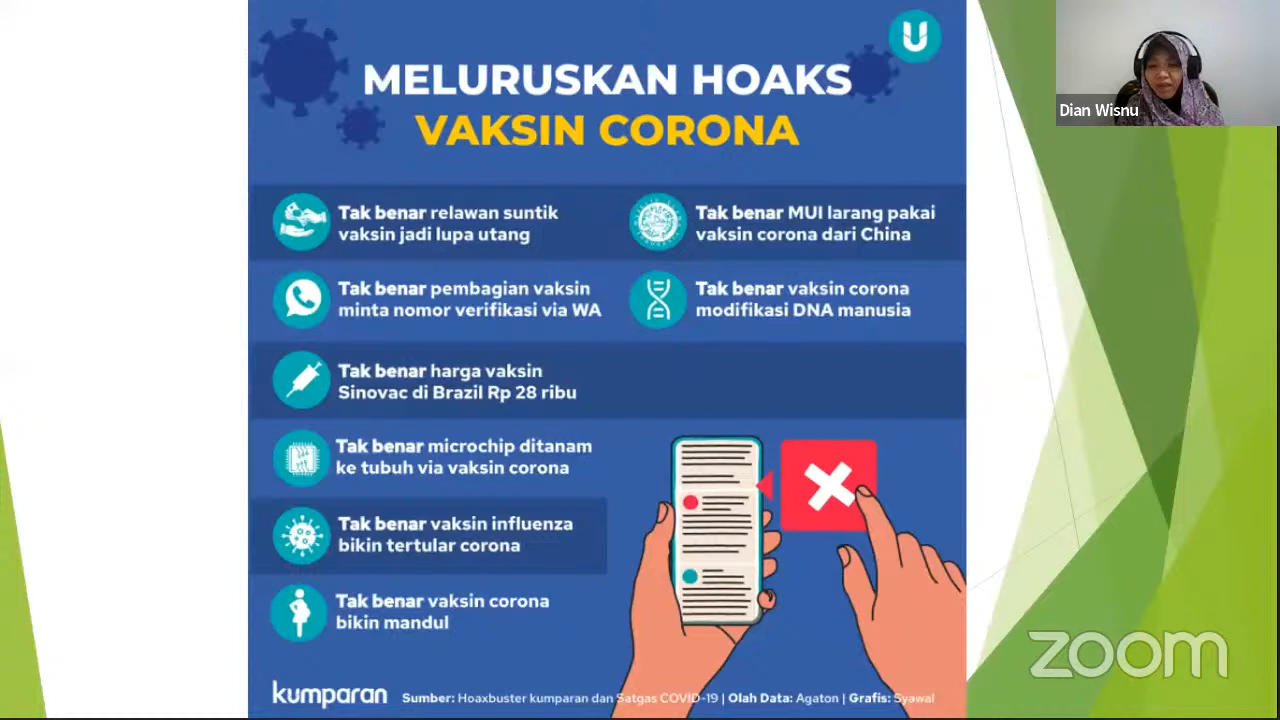 MELURUSKAN HOAKS
VAKSIN CORONA
Tak benar relawan suntik
vaksin jadi lupa utang
Tak benar MUI larang pakai
vaksin corona dari China
Tak benar pembagian vaksin
minta nomor verifikasi via WA
Tak benar vaksin corona
modifikasi DNA manusia
Tak benar harga vaksin
Sinovac di Brazil Rp 28 ribu
Tak benar microchip ditanam
ke tubuh via vaksin corona
Tak benar vaksin influenza
bikin tertular corona
Tak benar vaksin corona
bikin mandul
kumparan
Sumber: Hoaxbuster kumparan dan Satgas COVID-19 | Olah Data: Agaton | Grafis: Syawal
Dian Wisnu
zoom